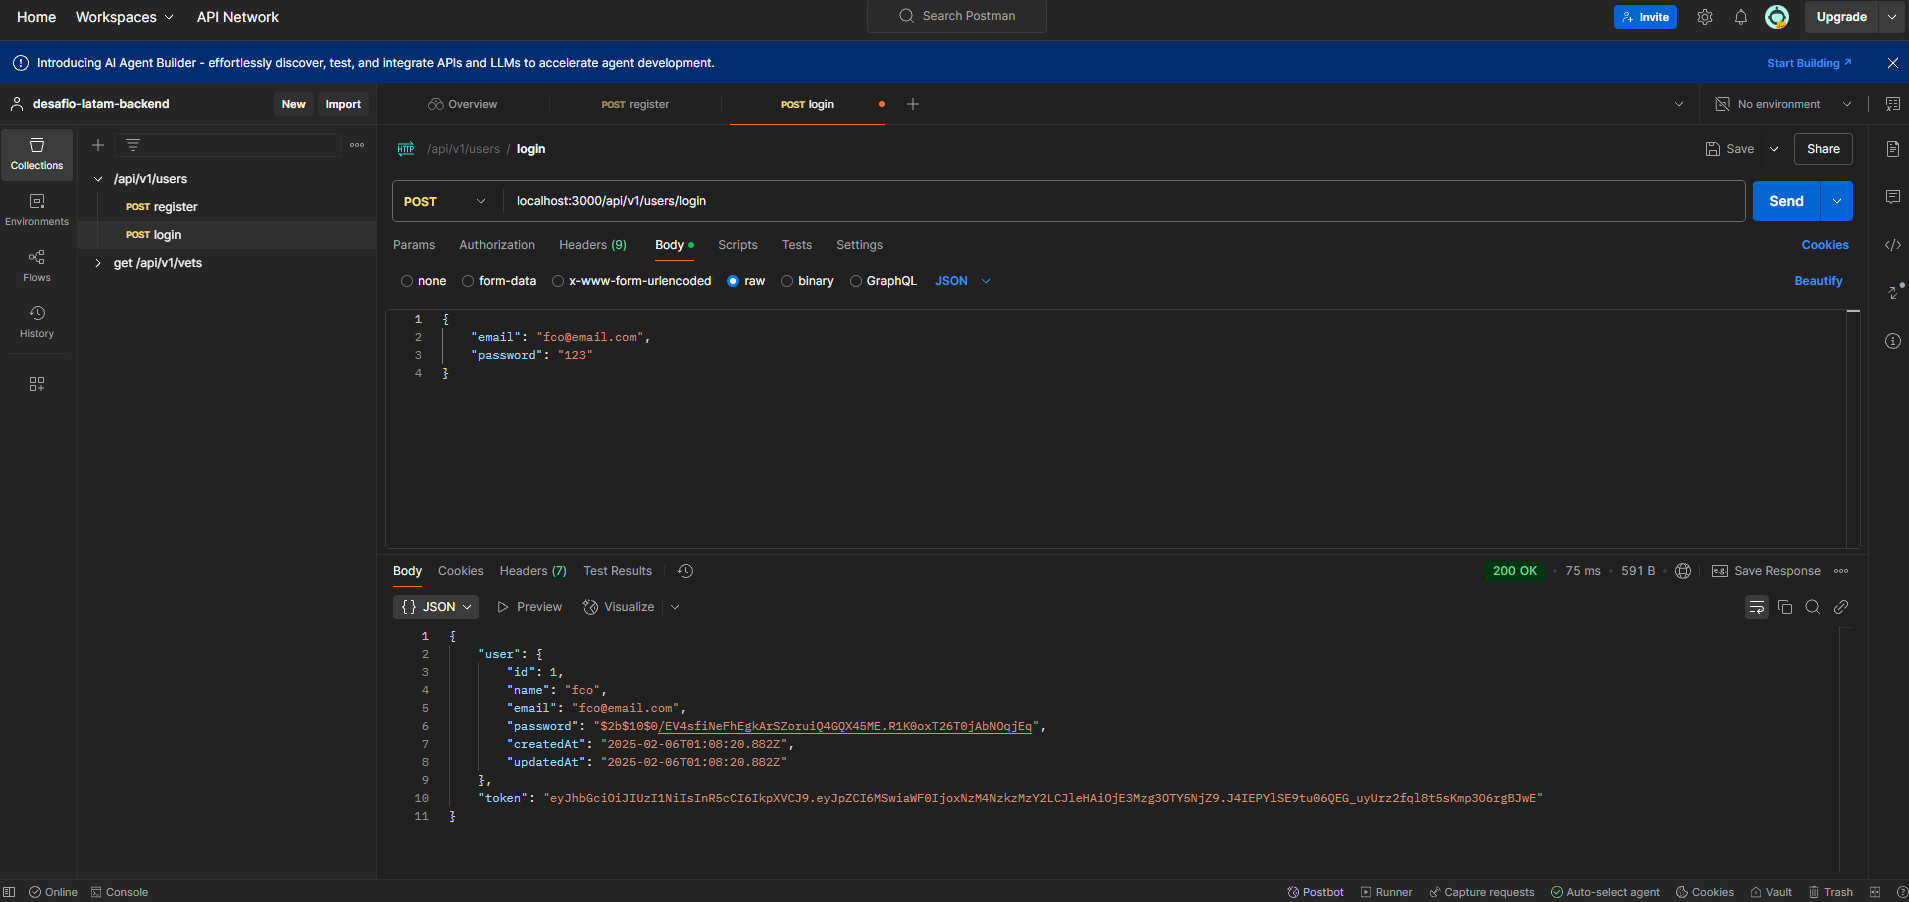 Home Workspaces API Network Search Postman Invite Upgrade
Introducing AI Agent Builder - effortlessly discover, test, and integrate APIs and LLMs to accelerate agent development. Start Building
desafio-latam-backend New Import Overview POST register POST login No environment
Collections
Environments
Flows
History
/api/v1/users
POST register
POST login
get /api/v1/vets
HTTP /api/v1/users / login Save Share
POST localhost:3000/api/v1/users/login Send
Params Authorization Headers (9) Body Scripts Tests Settings Cookies
none form-data x-www-form-urlencoded raw binary GraphQL JSON Beautify
1 {
2 "email": "fco@email.com",
3 "password": "123"
4 }
Body Cookies Headers (7) Test Results 200 OK 75 ms 591 B Save Response
{} JSON Preview Visualize
1 {
2 "user": {
3 "id": 1,
4 "name": "fco",
5 "email": "fco@email.com",
6 "password": "$2b$10$0/EV4sfiNeFhEgkArSZoruiQ4GQX45ME.R1K0oxT26T0jAbNOqjEq",
7 "createdAt": "2025-02-06T01:08:20.882Z",
8 "updatedAt": "2025-02-06T01:08:20.882Z"
9 },
10 "token": "eyJhbGciOiJIUzI1NiIsInR5cCI6IkpXVCJ9.eyJpZCI6MSwiaWF0IjoxNzM4NzkzMzY2LCJleHAiOjE3Mzg3OTY5NjZ9.J4IEPYlSE9tu06QEG_uyUrz2fql8t5sKmp3O6rgBJwE"
11 }
Online Console Postbot Runner Capture requests Auto-select agent Cookies Vault Trash